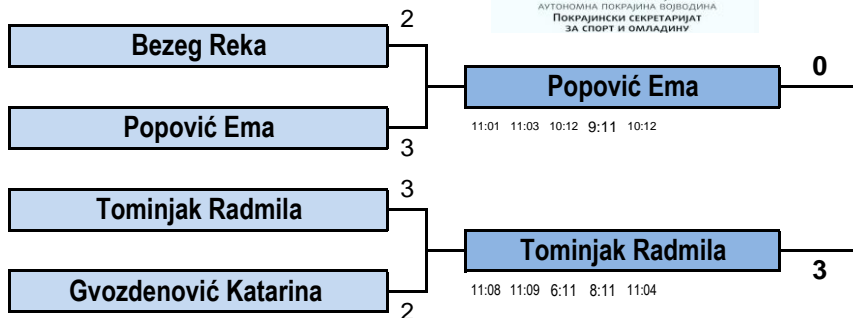 АУТОНОМНА ПОКРАЈИНА ВОЈВОДИНА
ПОКРАЈИНСКИ СЕКРЕТАРИЈАТ
ЗА СПОРТ И ОМЛАДИНУ
2
Bezeg Reka
Popović Ema
3
Popović Ema
0
11:01 11:03 10:12 9:11 10:12
3
Tominjak Radmila
Gvozdenović Katarina
2
Tominjak Radmila
3
11:08 11:09 6:11 8:11 11:04